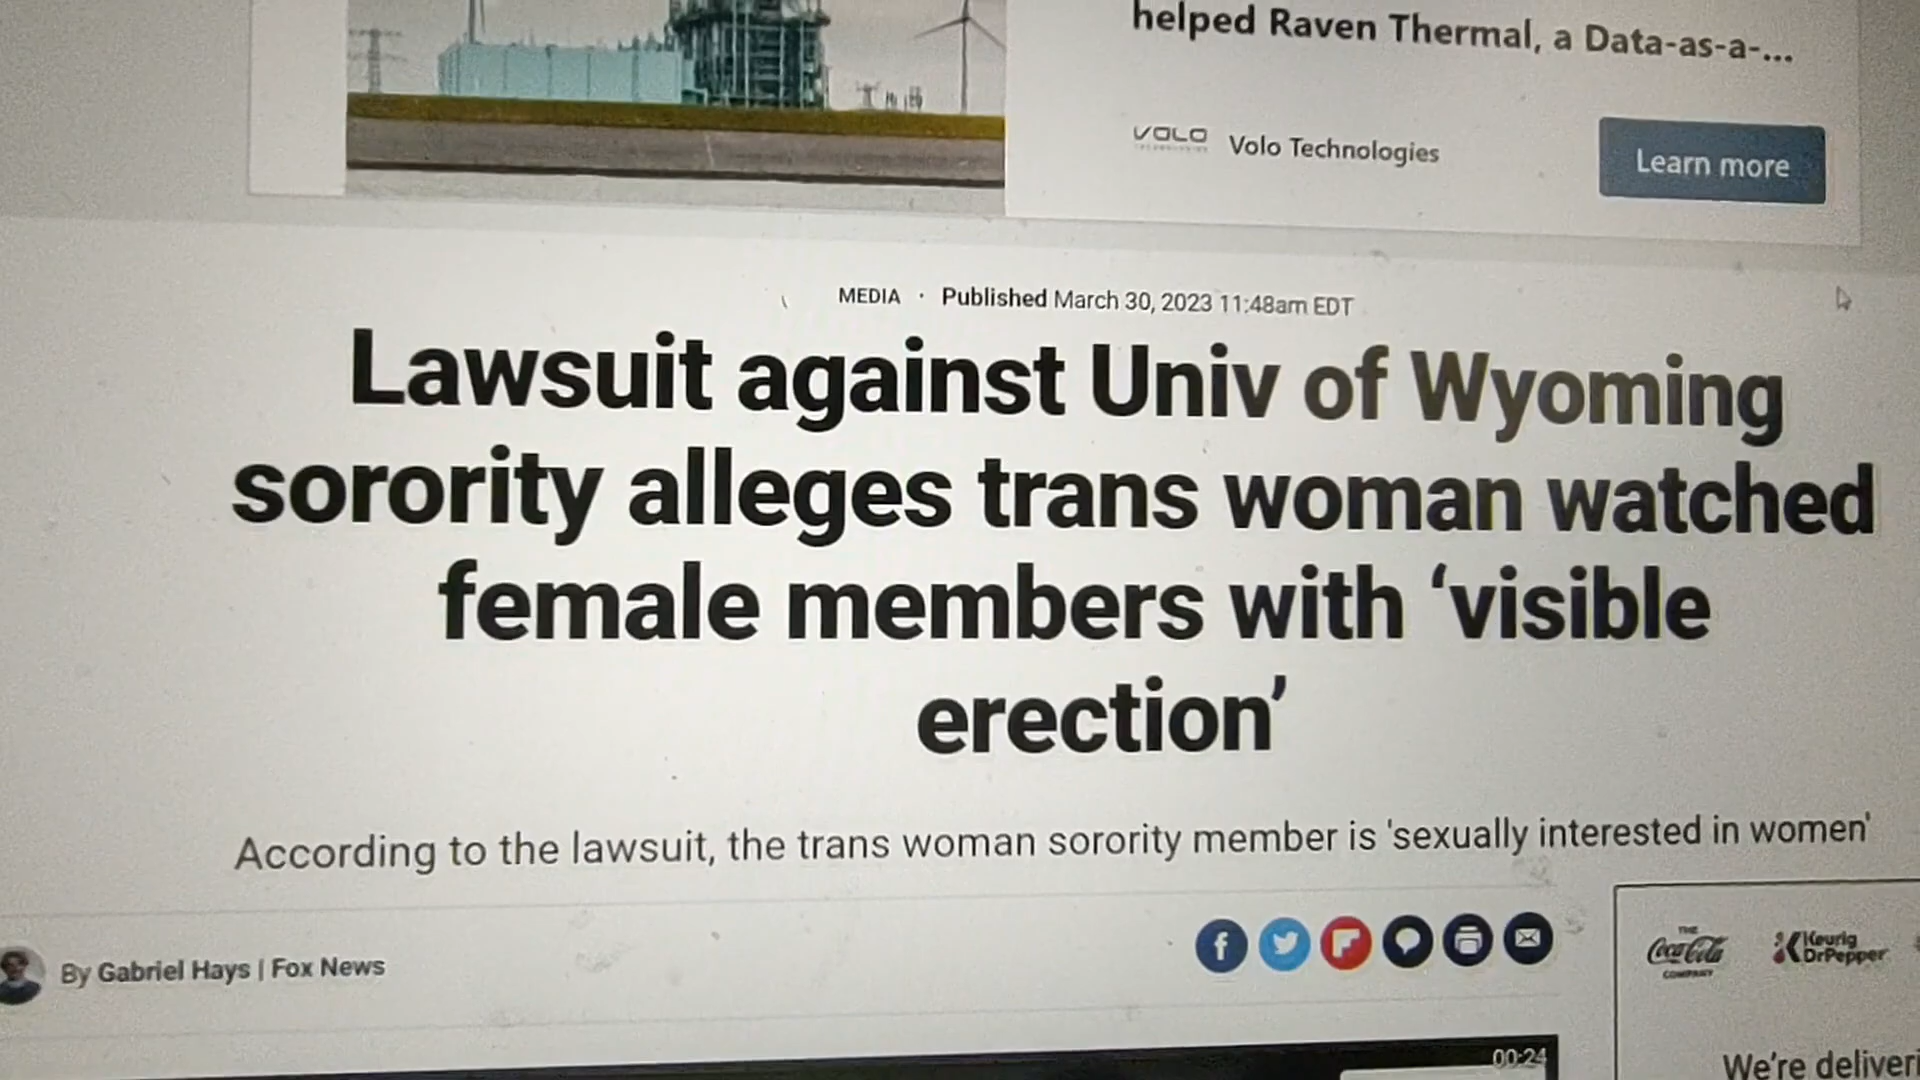 helped Raven Thermal, a Data-as-a-...
VOLO
Volo Technologies
Learn more
MEDIA · Published March 30, 2023 11:48am EDT
Lawsuit against Univ of Wyoming
sorority alleges trans woman watched
female members with ‘visible
erection’
According to the lawsuit, the trans woman sorority member is 'sexually interested in women'
By Gabriel Hays | Fox News
THE
Coca-Cola
COMPANY
Keurig
DrPepper
00:24
We're deliveri